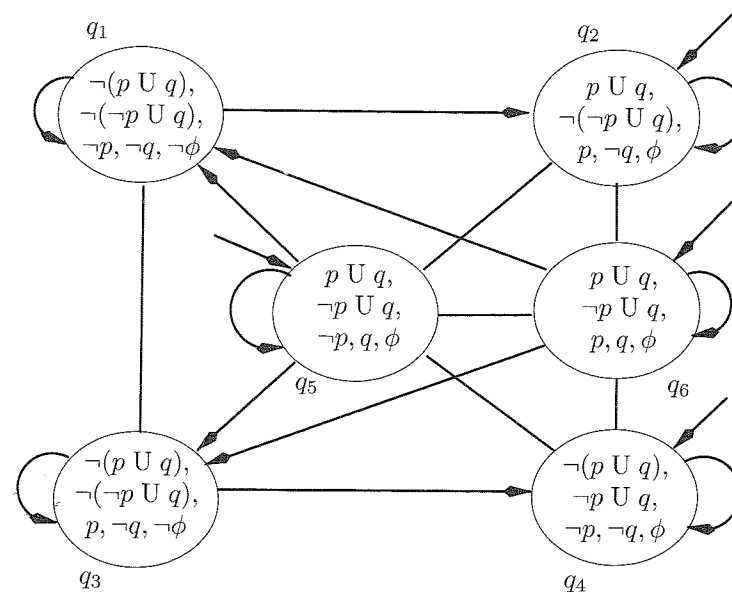 q₁
¬(p U q),
¬(¬p U q),
¬p, ¬q, ¬ϕ
q₂
p U q,
¬(¬p U q),
p, ¬q, ϕ
p U q,
¬p U q,
¬p, q, ϕ
q₅
p U q,
¬p U q,
p, q, ϕ
q₆
¬(p U q),
¬(¬p U q),
p, ¬q, ¬ϕ
q₃
¬(p U q),
¬p U q,
¬p, ¬q, ϕ
q₄